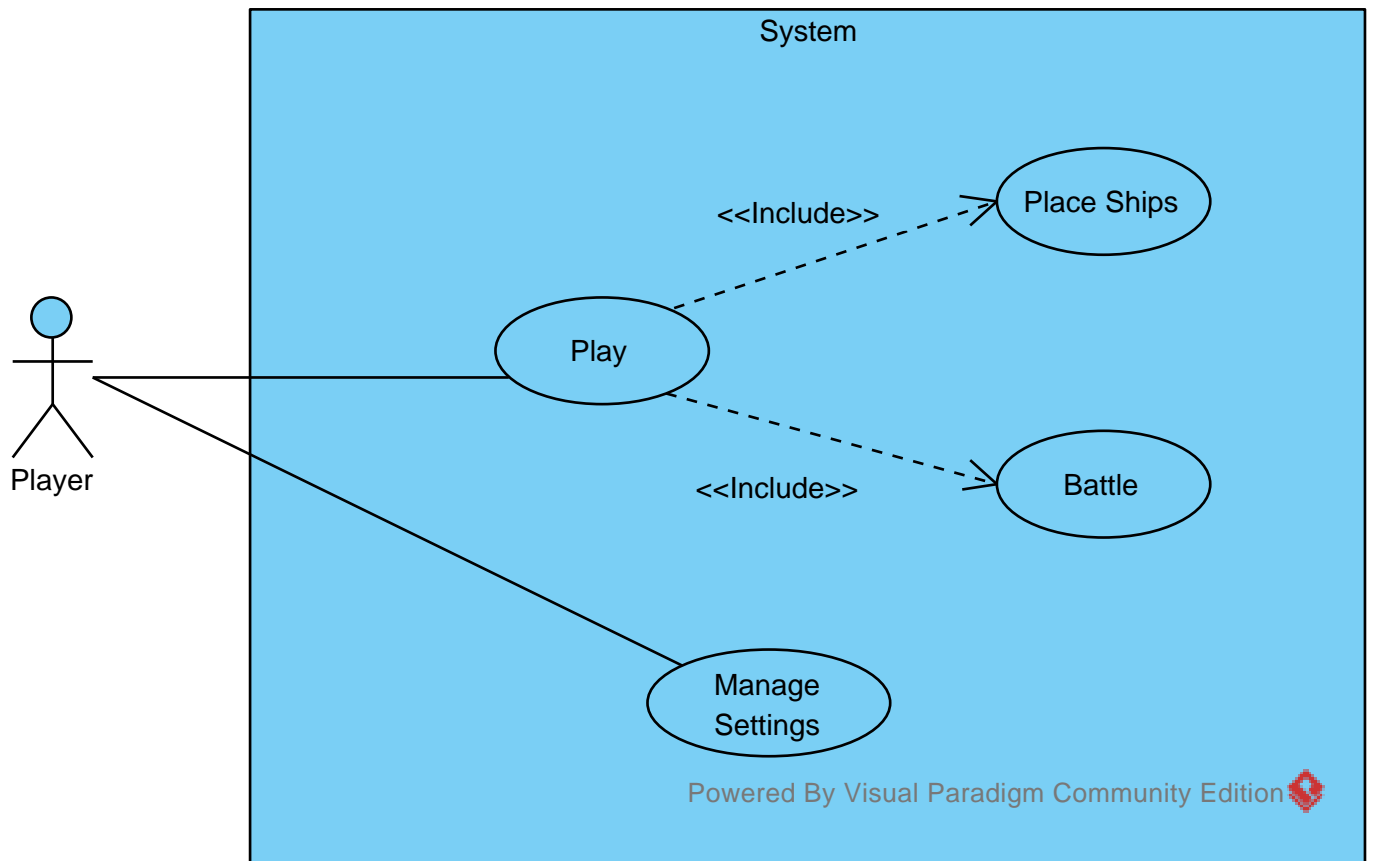 System
Place Ships
<<Include>>
Play
Player
Battle
<<Include>>
Manage
Settings
Powered By Visual Paradigm Community Edition